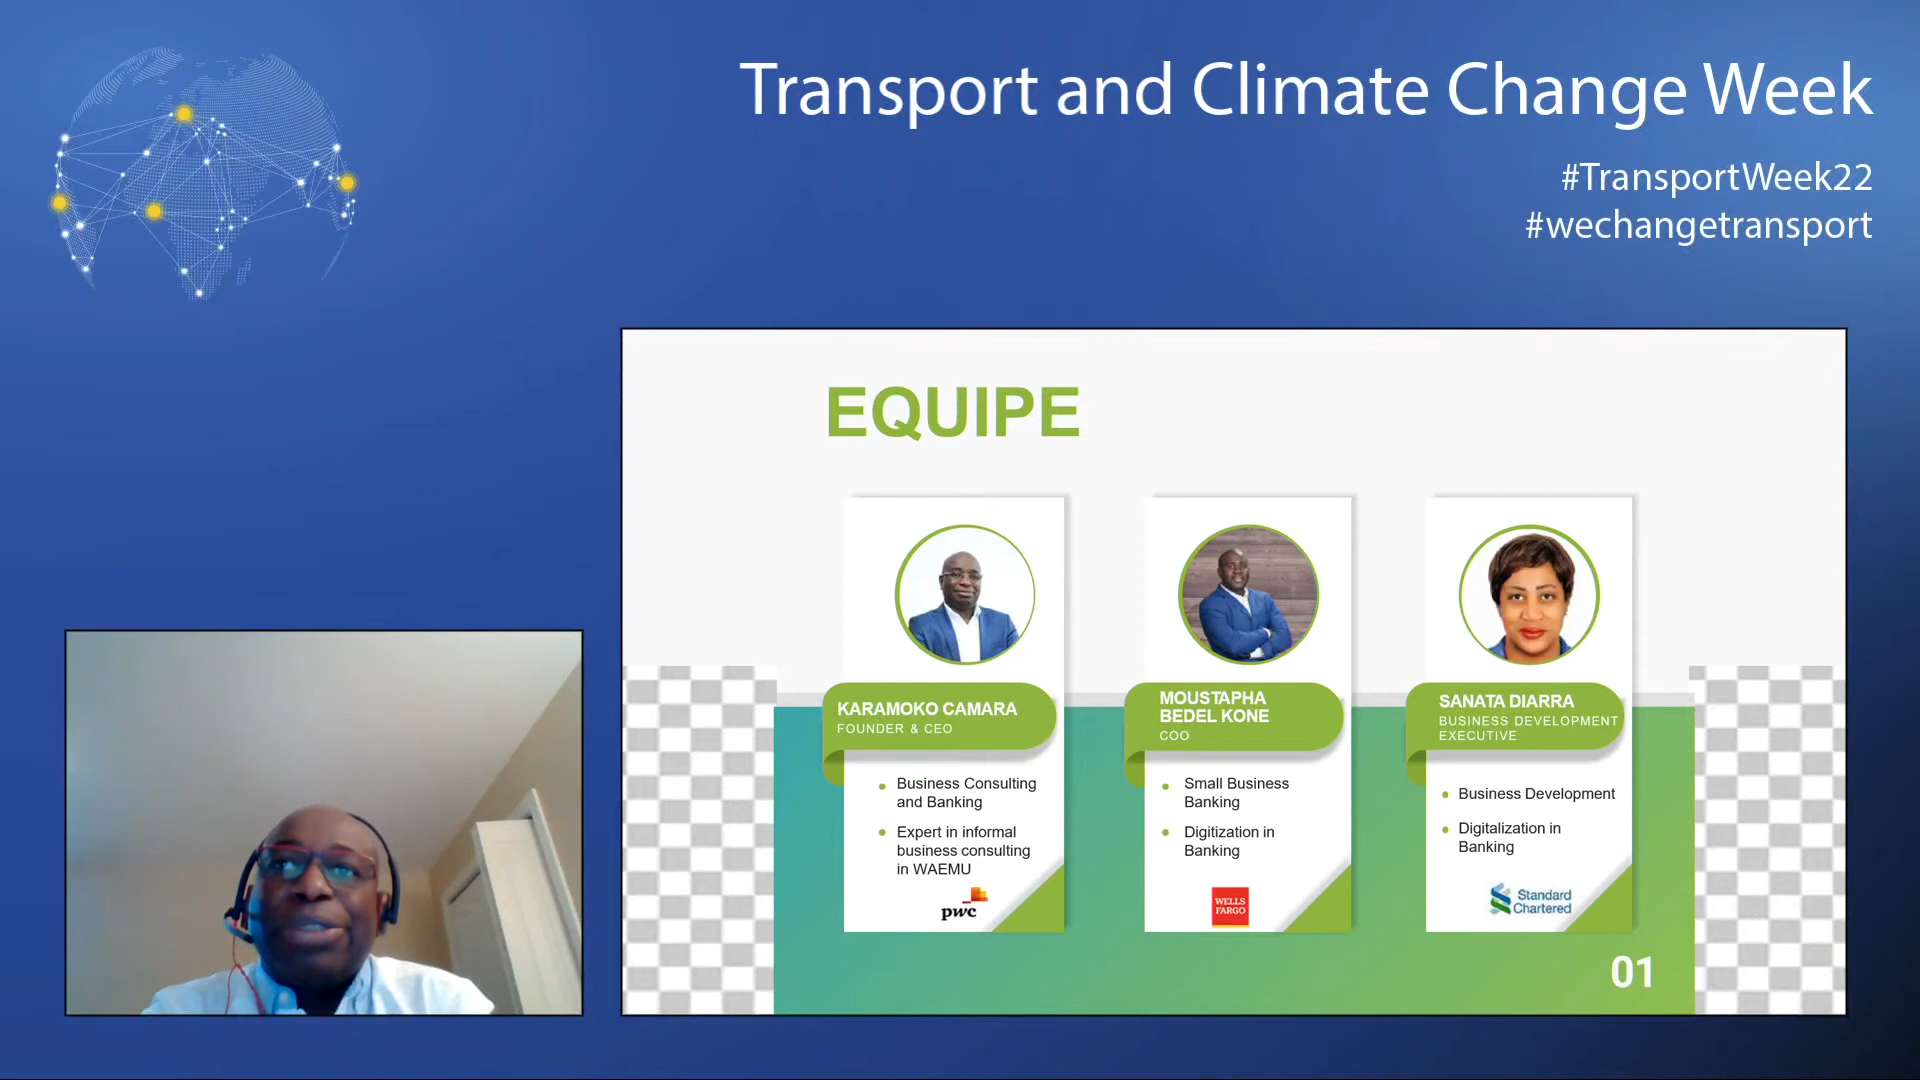 Transport and Climate Change Week
#TransportWeek22
#wechangetransport
EQUIPE
KARAMOKO CAMARA
FOUNDER & CEO
Business Consulting
and Banking
Expert in informal
business consulting
in WAEMU
pwc
MOUSTAPHA
BEDEL KONE
COO
Small Business
Banking
Digitization in
Banking
WELLS
FARGO
SANATA DIARRA
BUSINESS DEVELOPMENT
EXECUTIVE
Business Development
Digitalization in
Banking
Standard
Chartered
01